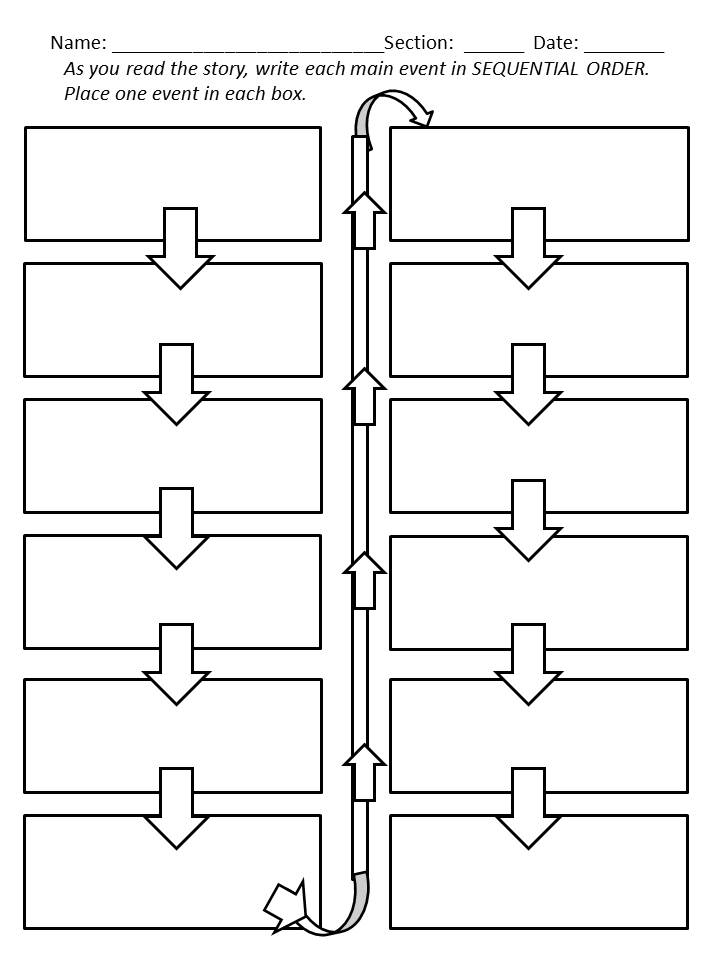 Name: _________________________Section: ______ Date: ________
As you read the story, write each main event in SEQUENTIAL ORDER.
Place one event in each box.